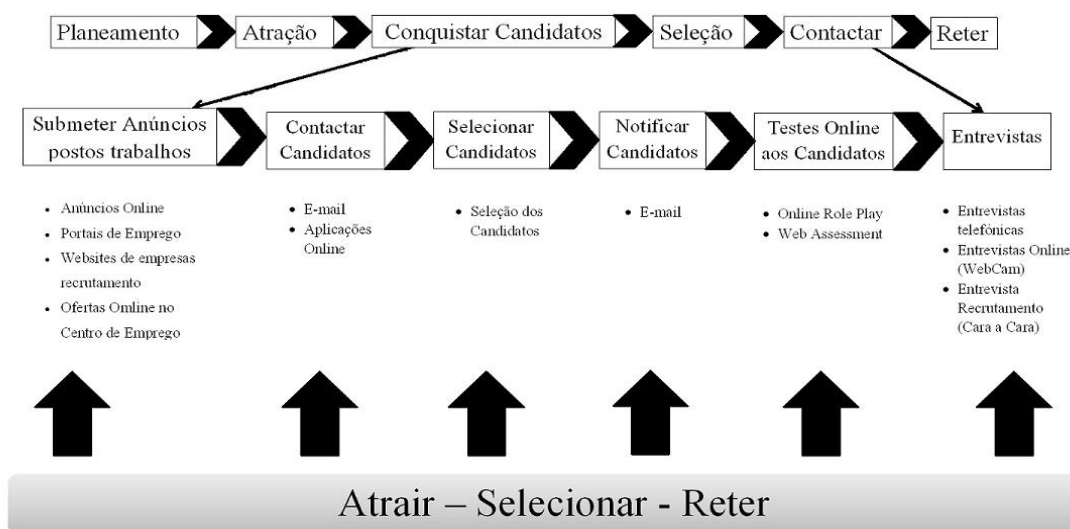 Planeamento
Atração
Conquistar Candidatos
Seleção
Contactar
Reter
Submeter Anúncios
postos trabalhos
Contactar
Candidatos
Selecionar
Candidatos
Notificar
Candidatos
Testes Online
aos Candidatos
Entrevistas
• Anúncios Online
• Portais de Emprego
• Websites de empresas
recrutamento
• Ofertas Omline no
Centro de Emprego
• E-mail
• Aplicações
Online
• Seleção dos
Candidatos
• E-mail
• Online Role Play
• Web Assessment
• Entrevistas
telefónicas
• Entrevistas Online
(WebCam)
• Entrevista
Recrutamento
(Cara a Cara)
Atrair – Selecionar - Reter